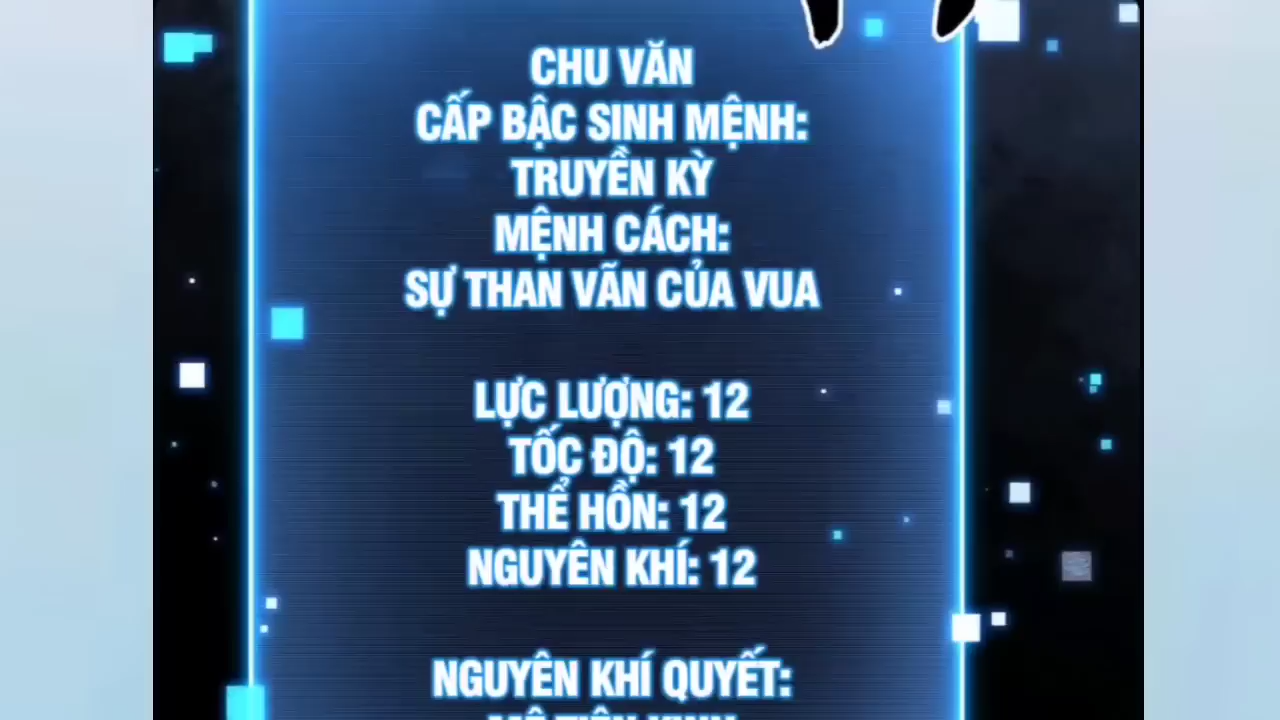 CHU VĂN
CẤP BẬC SINH MỆNH:
TRUYỀN KỲ
MỆNH CÁCH:
SỰ THAN VÃN CỦA VUA
LỰC LƯỢNG: 12
TỐC ĐỘ: 12
THỂ HỒN: 12
NGUYÊN KHÍ: 12
NGUYÊN KHÍ QUYẾT: